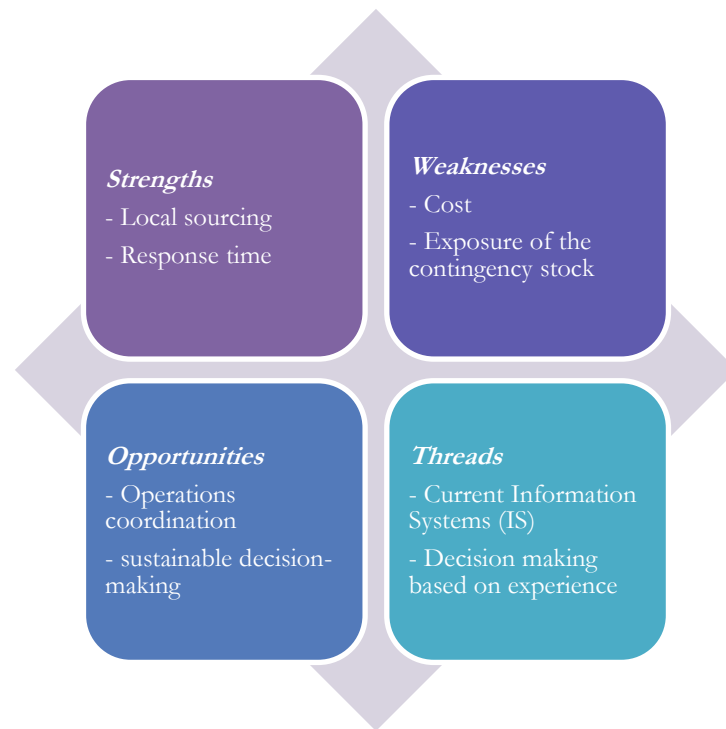 Strengths
- Local sourcing
- Response time
Weaknesses
- Cost
- Exposure of the
contingency stock
Opportunities
- Operations
coordination
- sustainable decision-
making
Threads
- Current Information
Systems (IS)
- Decision making
based on experience